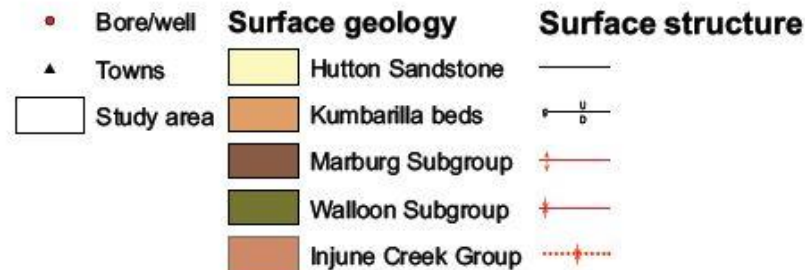 Bore/well
Towns
Study area
Surface geology
Hutton Sandstone
Kumbarilla beds
Marburg Subgroup
Walloon Subgroup
Injune Creek Group
Surface structure
U
D